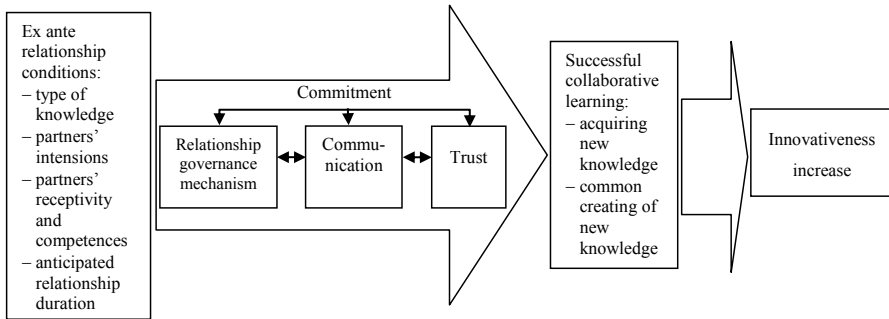 Ex ante
relationship
conditions:
– type of
knowledge
– partners'
intensions
– partners'
receptivity
and
competences
– anticipated
relationship
duration
Commitment
Relationship
governance
mechanism
Commu-
nication
Trust
Successful
collaborative
learning:
– acquiring
new
knowledge
– common
creating of
new
knowledge
Innovativeness
increase